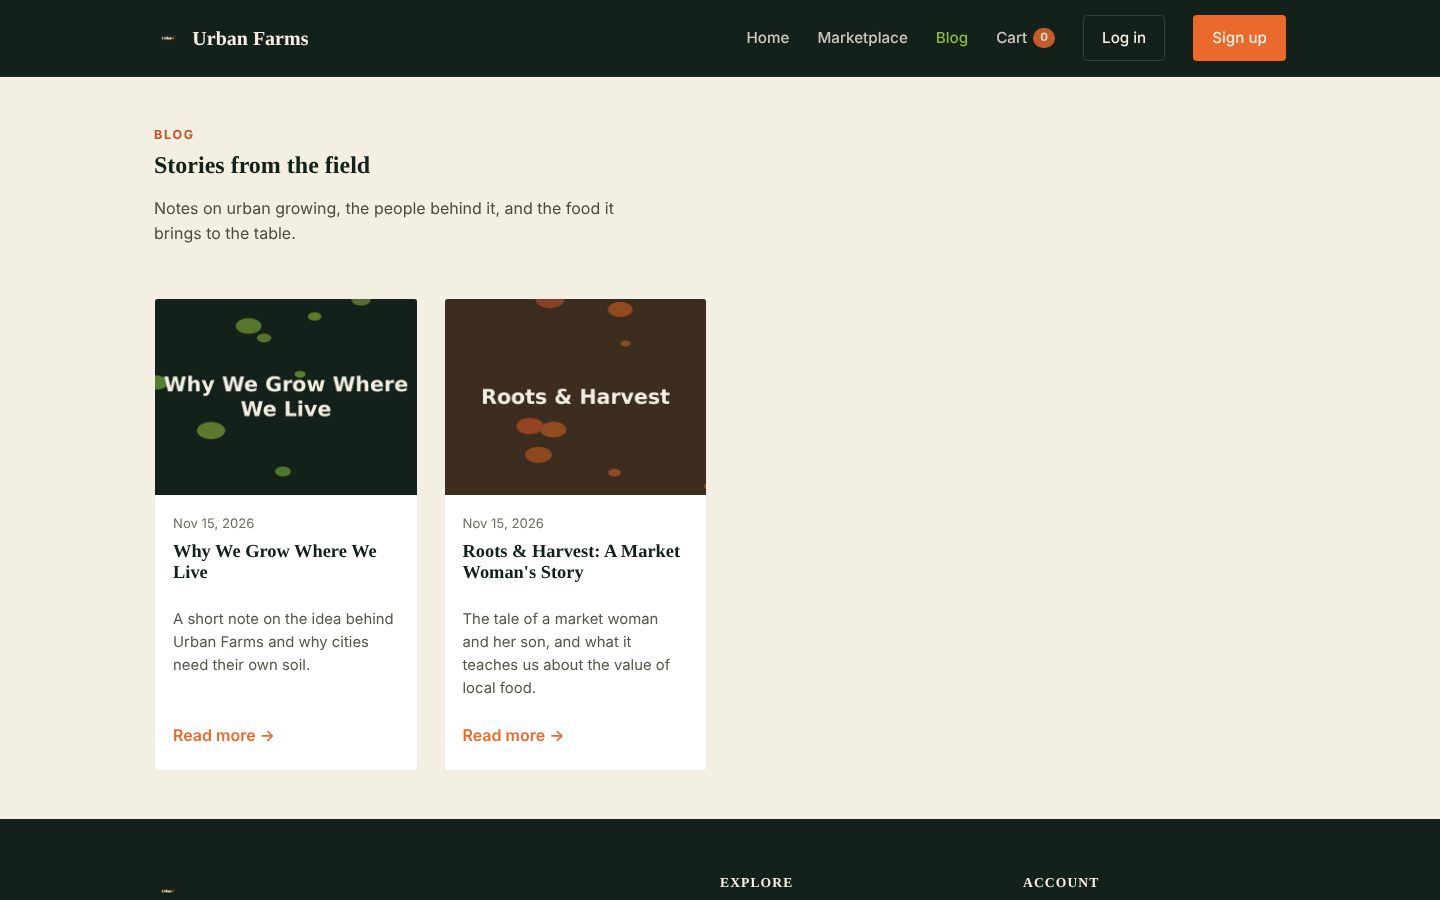 Urban Farms
Home
Marketplace
Blog
Cart 0
Log in
Sign up
BLOG
Stories from the field
Notes on urban growing, the people behind it, and the food it
brings to the table.
Why We Grow Where
We Live
Nov 15, 2026
Why We Grow Where We
Live
A short note on the idea behind
Urban Farms and why cities
need their own soil.
Read more →
Roots & Harvest
Nov 15, 2026
Roots & Harvest: A Market
Woman's Story
The tale of a market woman
and her son, and what it
teaches us about the value of
local food.
Read more →
EXPLORE
ACCOUNT